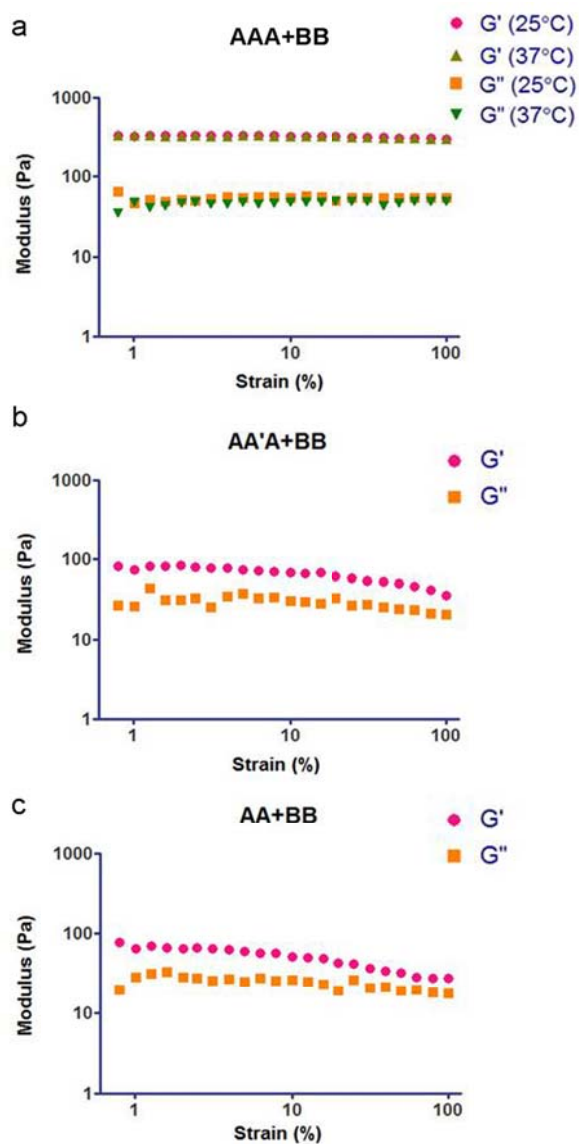 a
AAA+BB
G' (25°C)
G' (37°C)
G" (25°C)
G" (37°C)
1000
100
10
1
Modulus (Pa)
1 10 100
Strain (%)
b
AA'A+BB
G'
G"
1000
100
10
1
Modulus (Pa)
1 10 100
Strain (%)
c
AA+BB
G'
G"
1000
100
10
1
Modulus (Pa)
1 10 100
Strain (%)